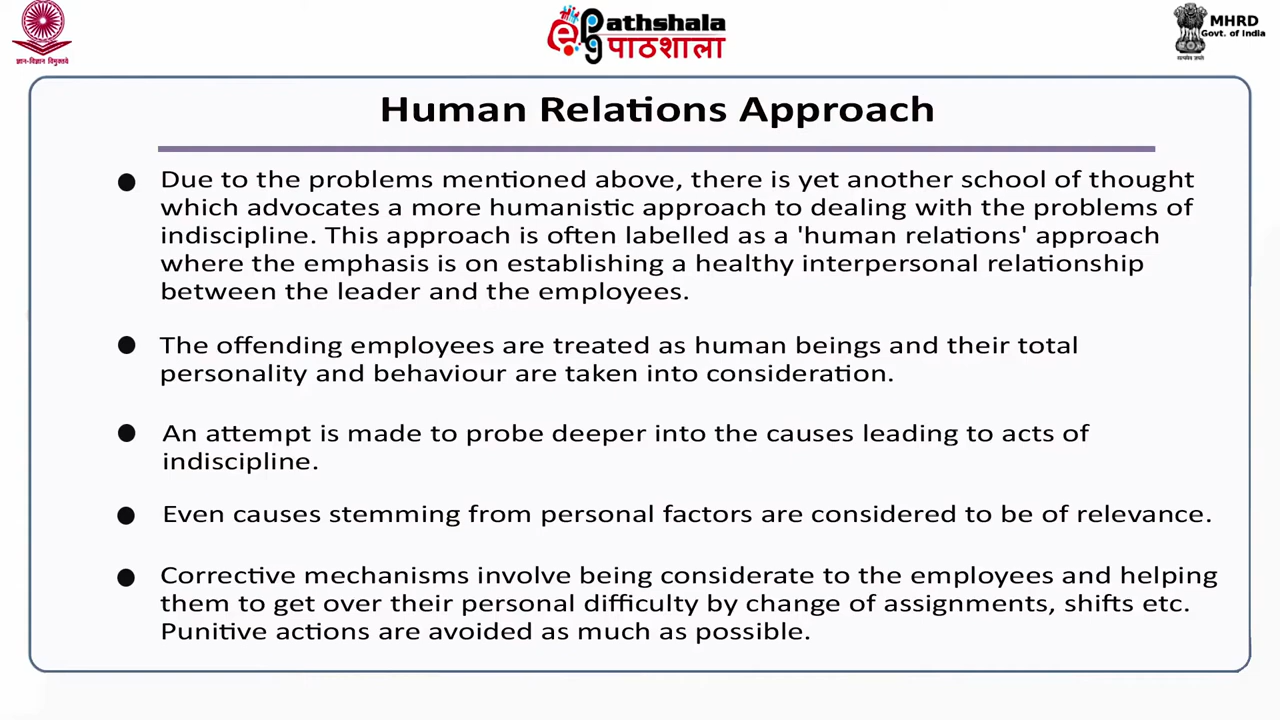 ज्ञान-विज्ञान विमुक्तये
ePathshala
पाठशाला
MHRD
Govt. of India
सत्यमेव जयते
Human Relations Approach
● Due to the problems mentioned above, there is yet another school of thought
which advocates a more humanistic approach to dealing with the problems of
indiscipline. This approach is often labelled as a 'human relations' approach
where the emphasis is on establishing a healthy interpersonal relationship
between the leader and the employees.
● The offending employees are treated as human beings and their total
personality and behaviour are taken into consideration.
● An attempt is made to probe deeper into the causes leading to acts of
indiscipline.
● Even causes stemming from personal factors are considered to be of relevance.
● Corrective mechanisms involve being considerate to the employees and helping
them to get over their personal difficulty by change of assignments, shifts etc.
Punitive actions are avoided as much as possible.